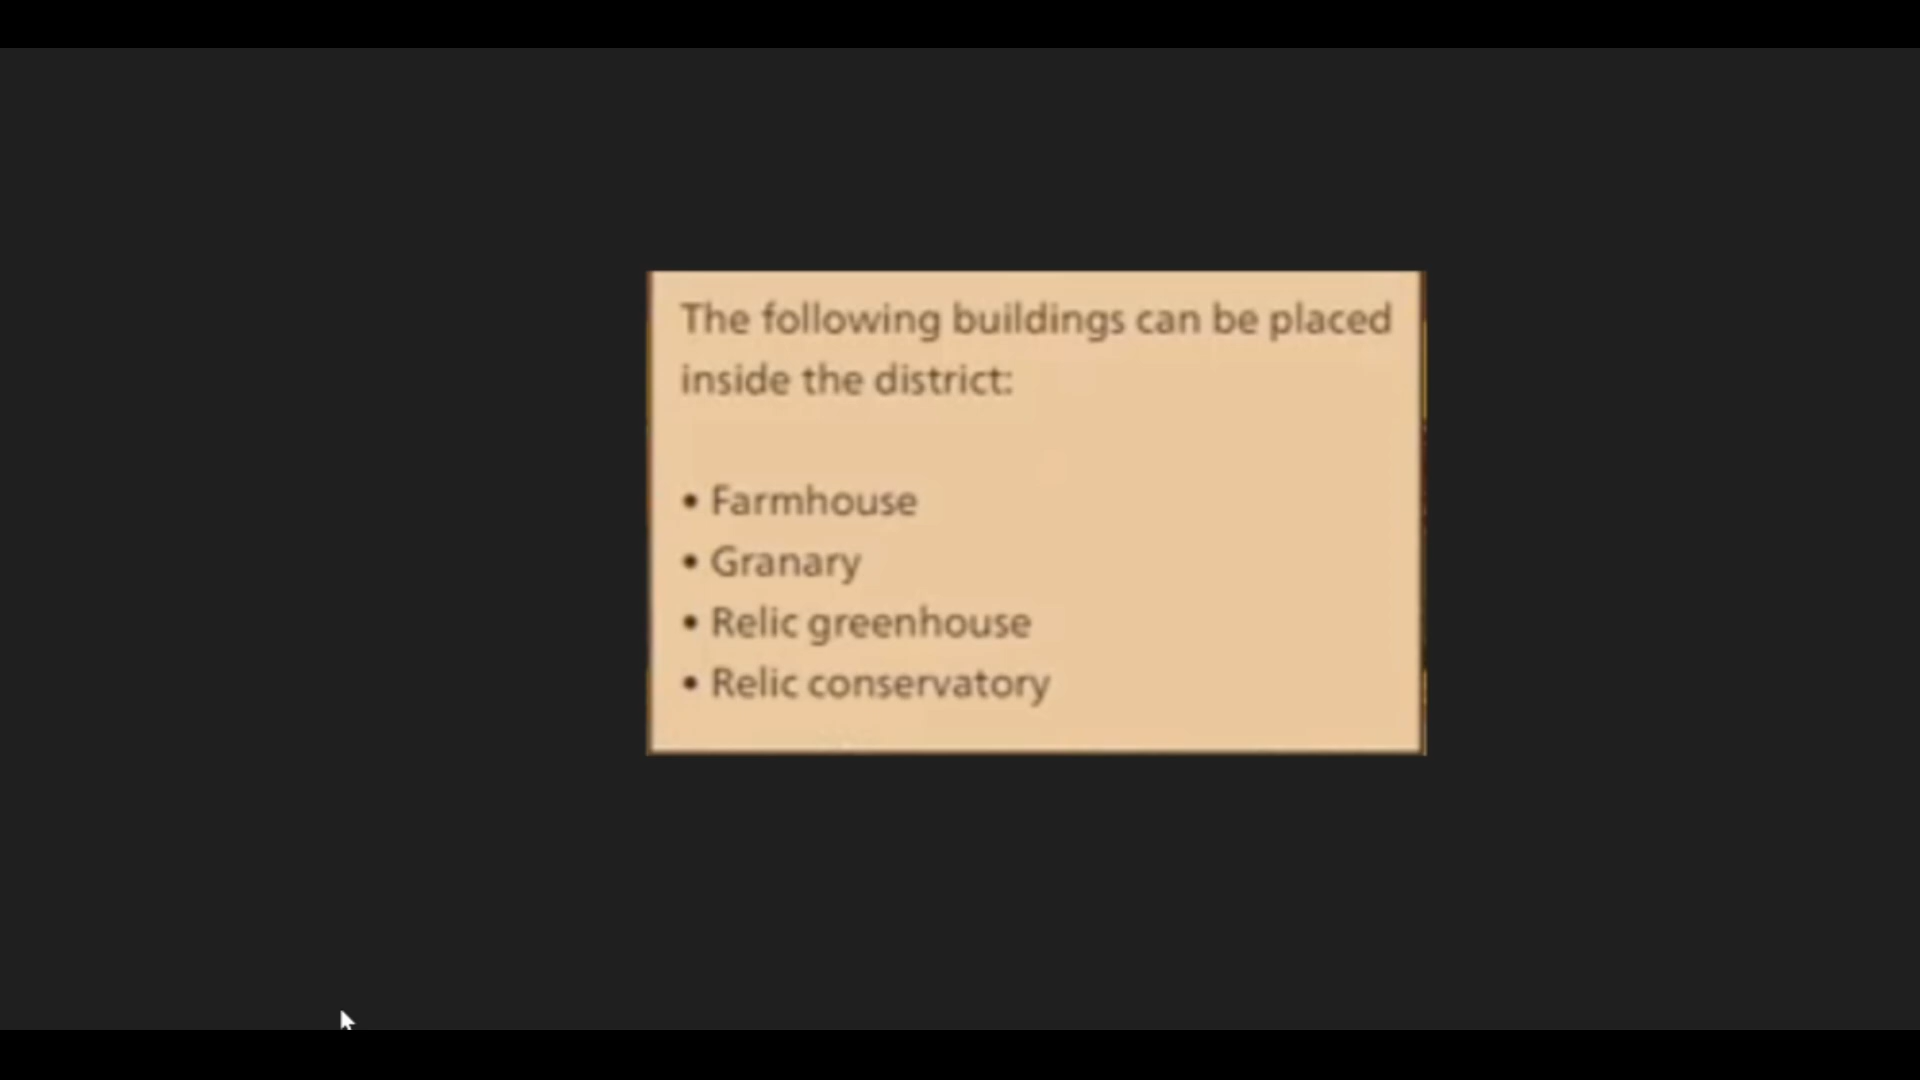 The following buildings can be placed
inside the district:
• Farmhouse
• Granary
• Relic greenhouse
• Relic conservatory